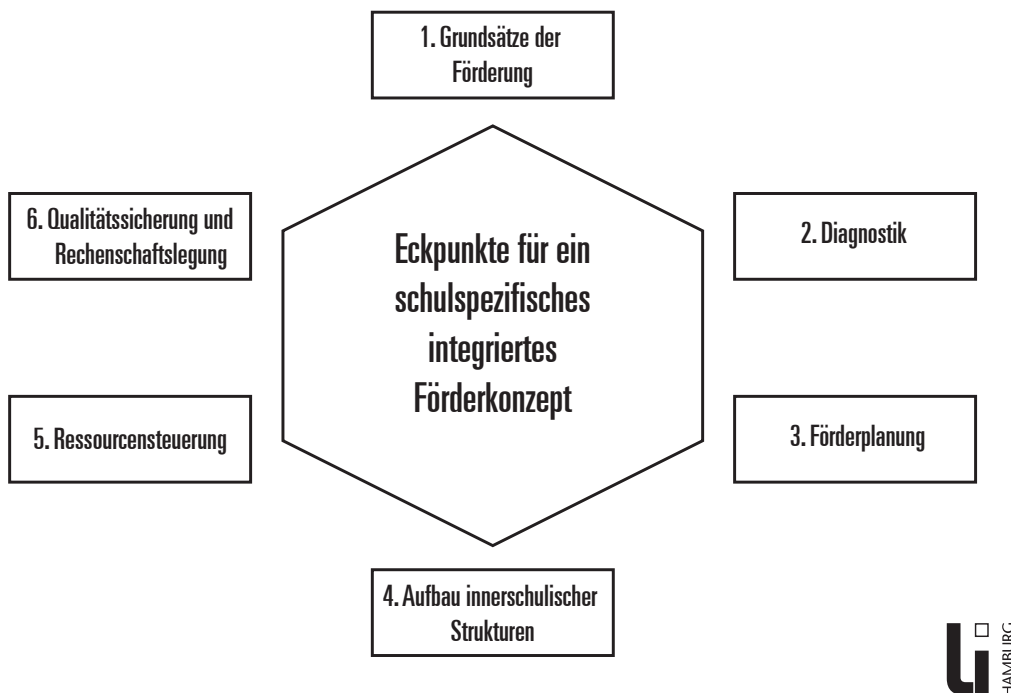 1. Grundsätze der
Förderung
6. Qualitätssicherung und
Rechenschaftslegung
Eckpunkte für ein
schulspezifisches
integriertes
Förderkonzept
2. Diagnostik
5. Ressourcensteuerung
3. Förderplanung
4. Aufbau innerschulischer
Strukturen
Li
HAMBURG